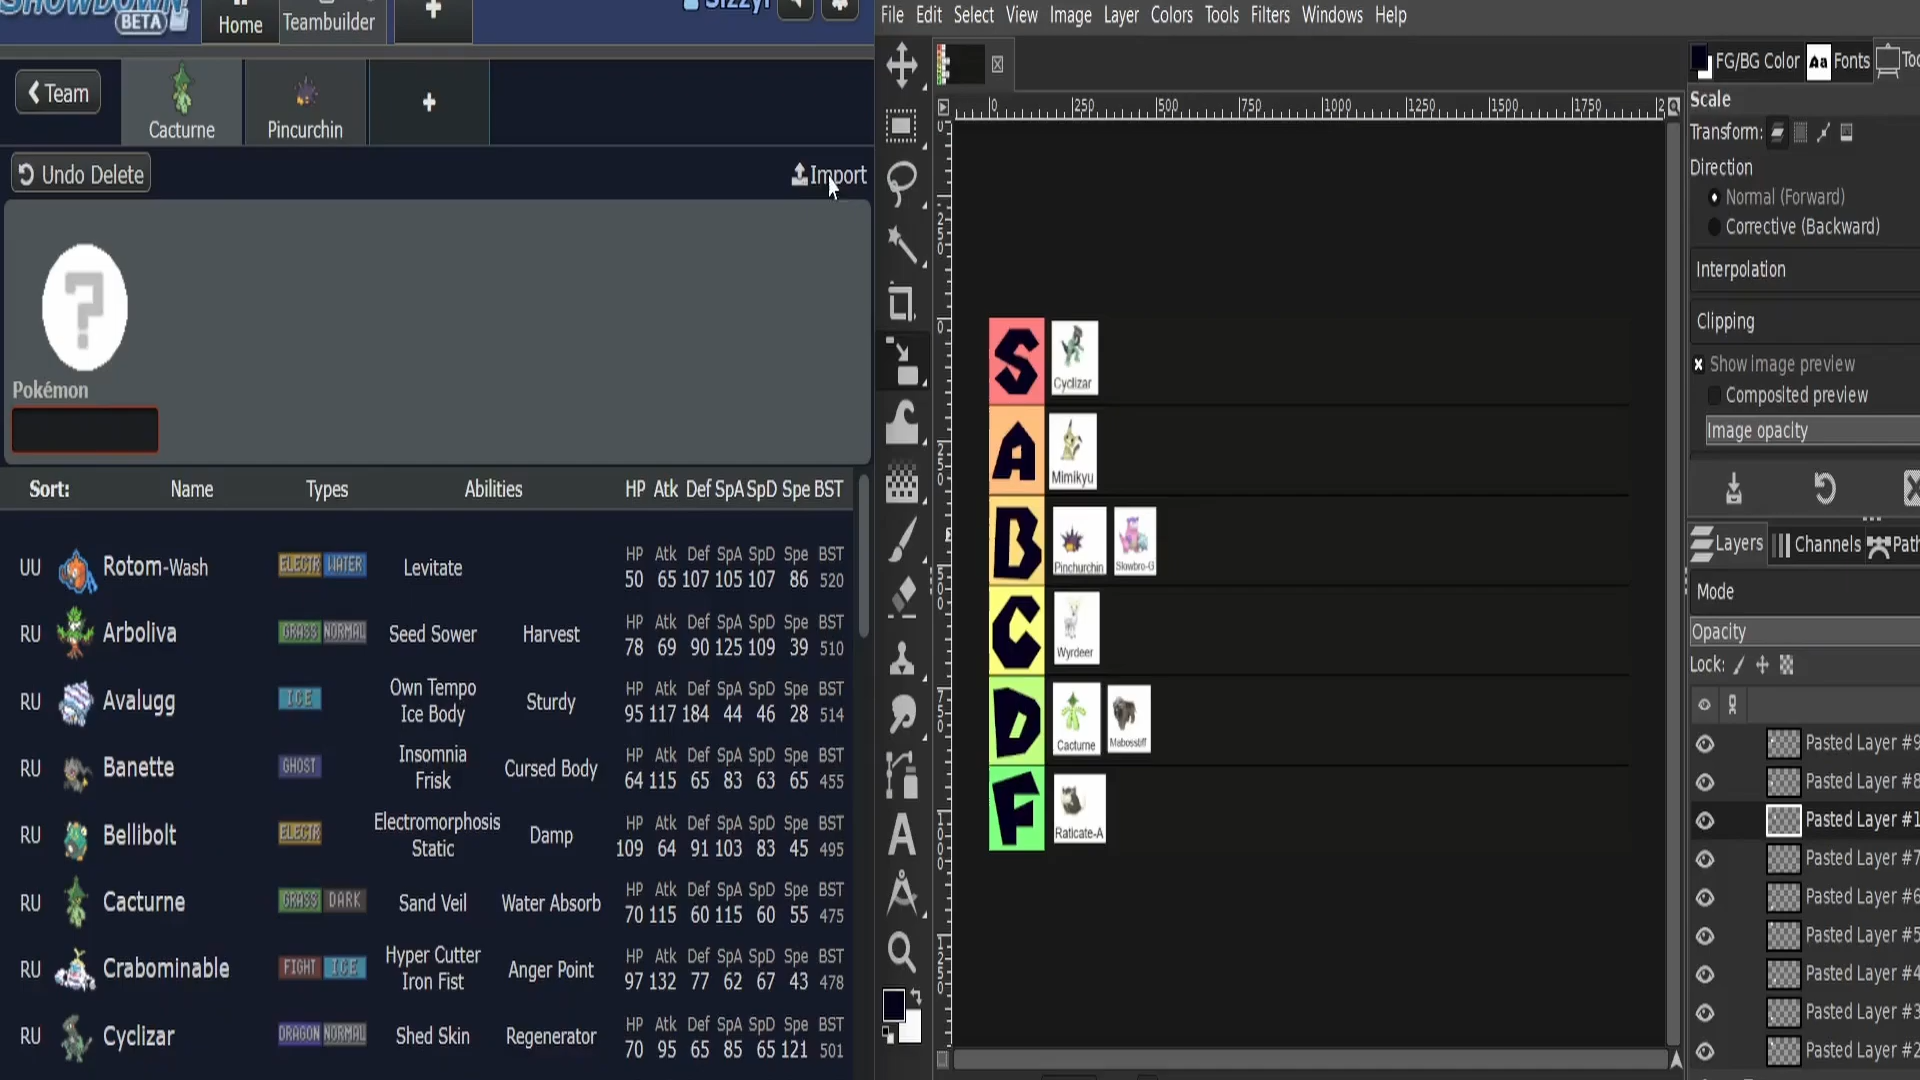 SHOWDOWN
BETA
Home
Teambuilder
+
Team
Cacturne
Pincurchin
+
Undo Delete
Import
?
Pokémon
Sort:
Name
Types
Abilities
HP Atk Def SpA SpD Spe BST
UU Rotom-Wash ELECTR WATER Levitate
HP Atk Def SpA SpD Spe BST
50 65 107 105 107 86 520
RU Arboliva GRASS NORMAL Seed Sower Harvest
HP Atk Def SpA SpD Spe BST
78 69 90 125 109 39 510
RU Avalugg ICE Own Tempo Sturdy
Ice Body
HP Atk Def SpA SpD Spe BST
95 117 184 44 46 28 514
RU Banette GHOST Insomnia Cursed Body
Frisk
HP Atk Def SpA SpD Spe BST
64 115 65 83 63 65 455
RU Bellibolt ELECTR Electromorphosis Damp
Static
HP Atk Def SpA SpD Spe BST
109 64 91 103 83 45 495
RU Cacturne GRASS DARK Sand Veil Water Absorb
HP Atk Def SpA SpD Spe BST
70 115 60 115 60 55 475
RU Crabominable FIGHT ICE Hyper Cutter Anger Point
Iron Fist
HP Atk Def SpA SpD Spe BST
97 132 77 62 67 43 478
RU Cyclizar DRAGON NORMAL Shed Skin Regenerator
HP Atk Def SpA SpD Spe BST
70 95 65 85 65 121 501
File Edit Select View Image Layer Colors Tools Filters Windows Help
0 250 500 750 1000 1250 1500 1750 2
S
Cyclizar
A
Mimikyu
B
Pinchurchin
Slowbro-G
C
Wyrdeer
D
Cacturne
Mabosstiff
F
Raticate-A
FG/BG Color
Aa Fonts
Too
Scale
Transform:
Direction
Normal (Forward)
Corrective (Backward)
Interpolation
Clipping
Show image preview
Composited preview
Image opacity
Layers
Channels
Path
Mode
Opacity
Lock:
Pasted Layer #9
Pasted Layer #8
Pasted Layer #1
Pasted Layer #7
Pasted Layer #6
Pasted Layer #5
Pasted Layer #4
Pasted Layer #3
Pasted Layer #2